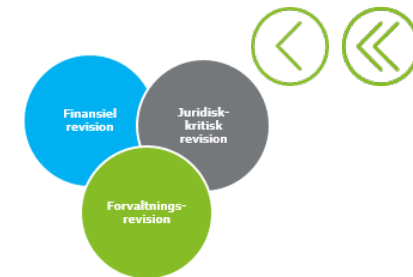 Finansiel
revision
Juridisk-
kritisk
revision
Forvaltnings-
revision